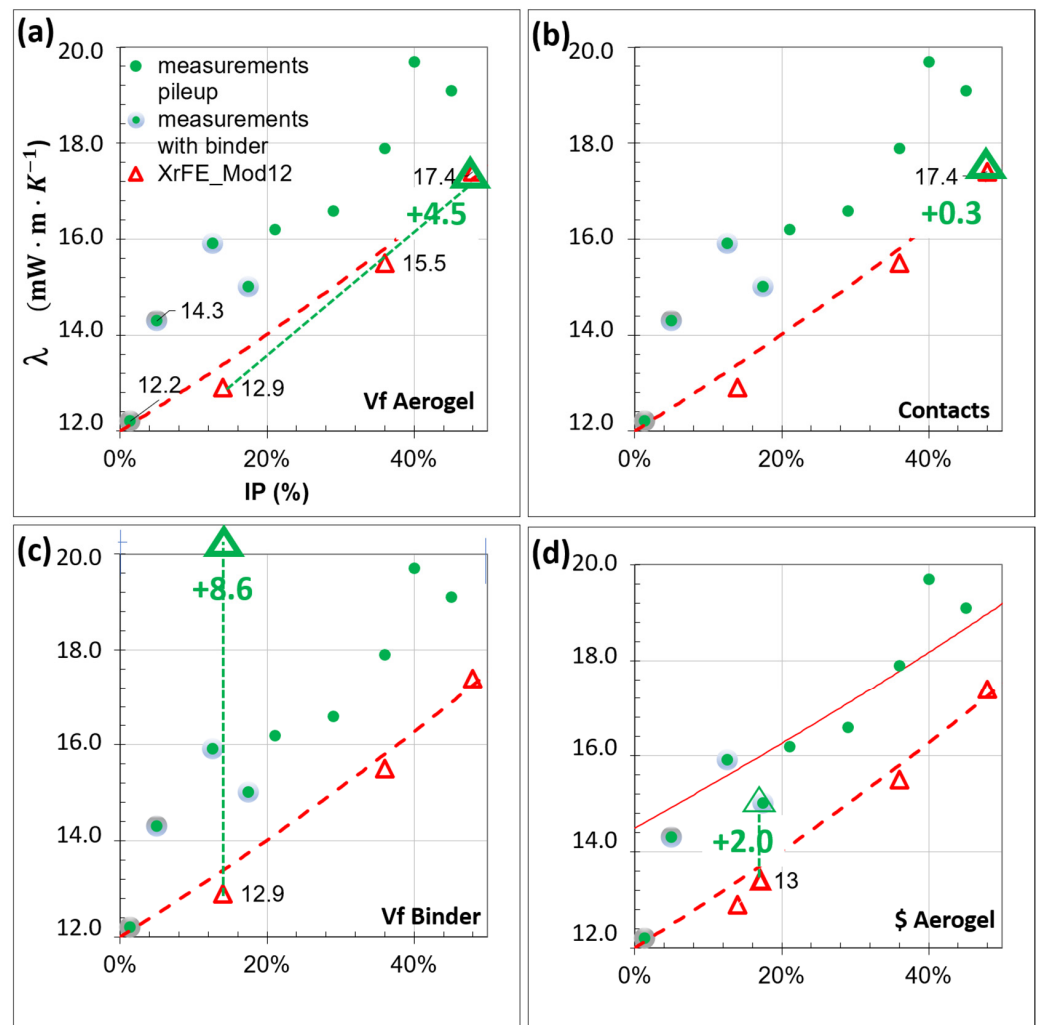 (a)
20.0
measurements
pileup
measurements
with binder
XrFE_Mod12
18.0
17.4
+4.5
16.0
15.5
14.3
14.0
12.2
12.9
Vf Aerogel
12.0
0%
20%
40%
IP (%)
λ (mW · m · K⁻¹)
(b)
20.0
18.0
17.4
+0.3
16.0
14.0
Contacts
12.0
0%
20%
40%
(c)
20.0
+8.6
18.0
16.0
14.0
12.9
Vf Binder
12.0
0%
20%
40%
(d)
20.0
18.0
16.0
+2.0
14.0
13
$ Aerogel
12.0
0%
20%
40%